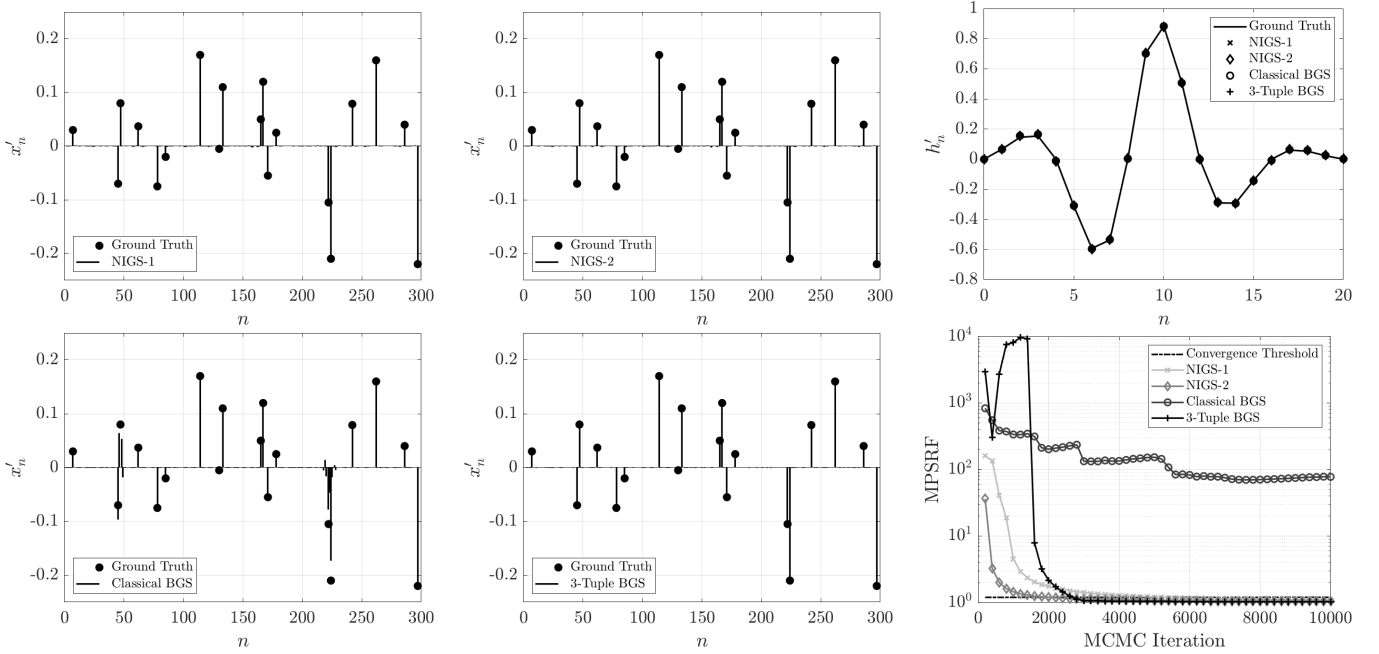 0.2
0.1
0
-0.1
-0.2
x′n
Ground Truth
NIGS-1
0 50 100 150 200 250 300
n
0.2
0.1
0
-0.1
-0.2
x′n
Ground Truth
NIGS-2
0 50 100 150 200 250 300
n
1
0.8
0.6
0.4
0.2
0
-0.2
-0.4
-0.6
-0.8
h′n
Ground Truth
NIGS-1
NIGS-2
Classical BGS
3-Tuple BGS
0 5 10 15 20
n
0.2
0.1
0
-0.1
-0.2
x′n
Ground Truth
Classical BGS
0 50 100 150 200 250 300
n
0.2
0.1
0
-0.1
-0.2
x′n
Ground Truth
3-Tuple BGS
0 50 100 150 200 250 300
n
10^4
10^3
10^2
10^1
10^0
MPSRF
Convergence Threshold
NIGS-1
NIGS-2
Classical BGS
3-Tuple BGS
0 2000 4000 6000 8000 10000
MCMC Iteration